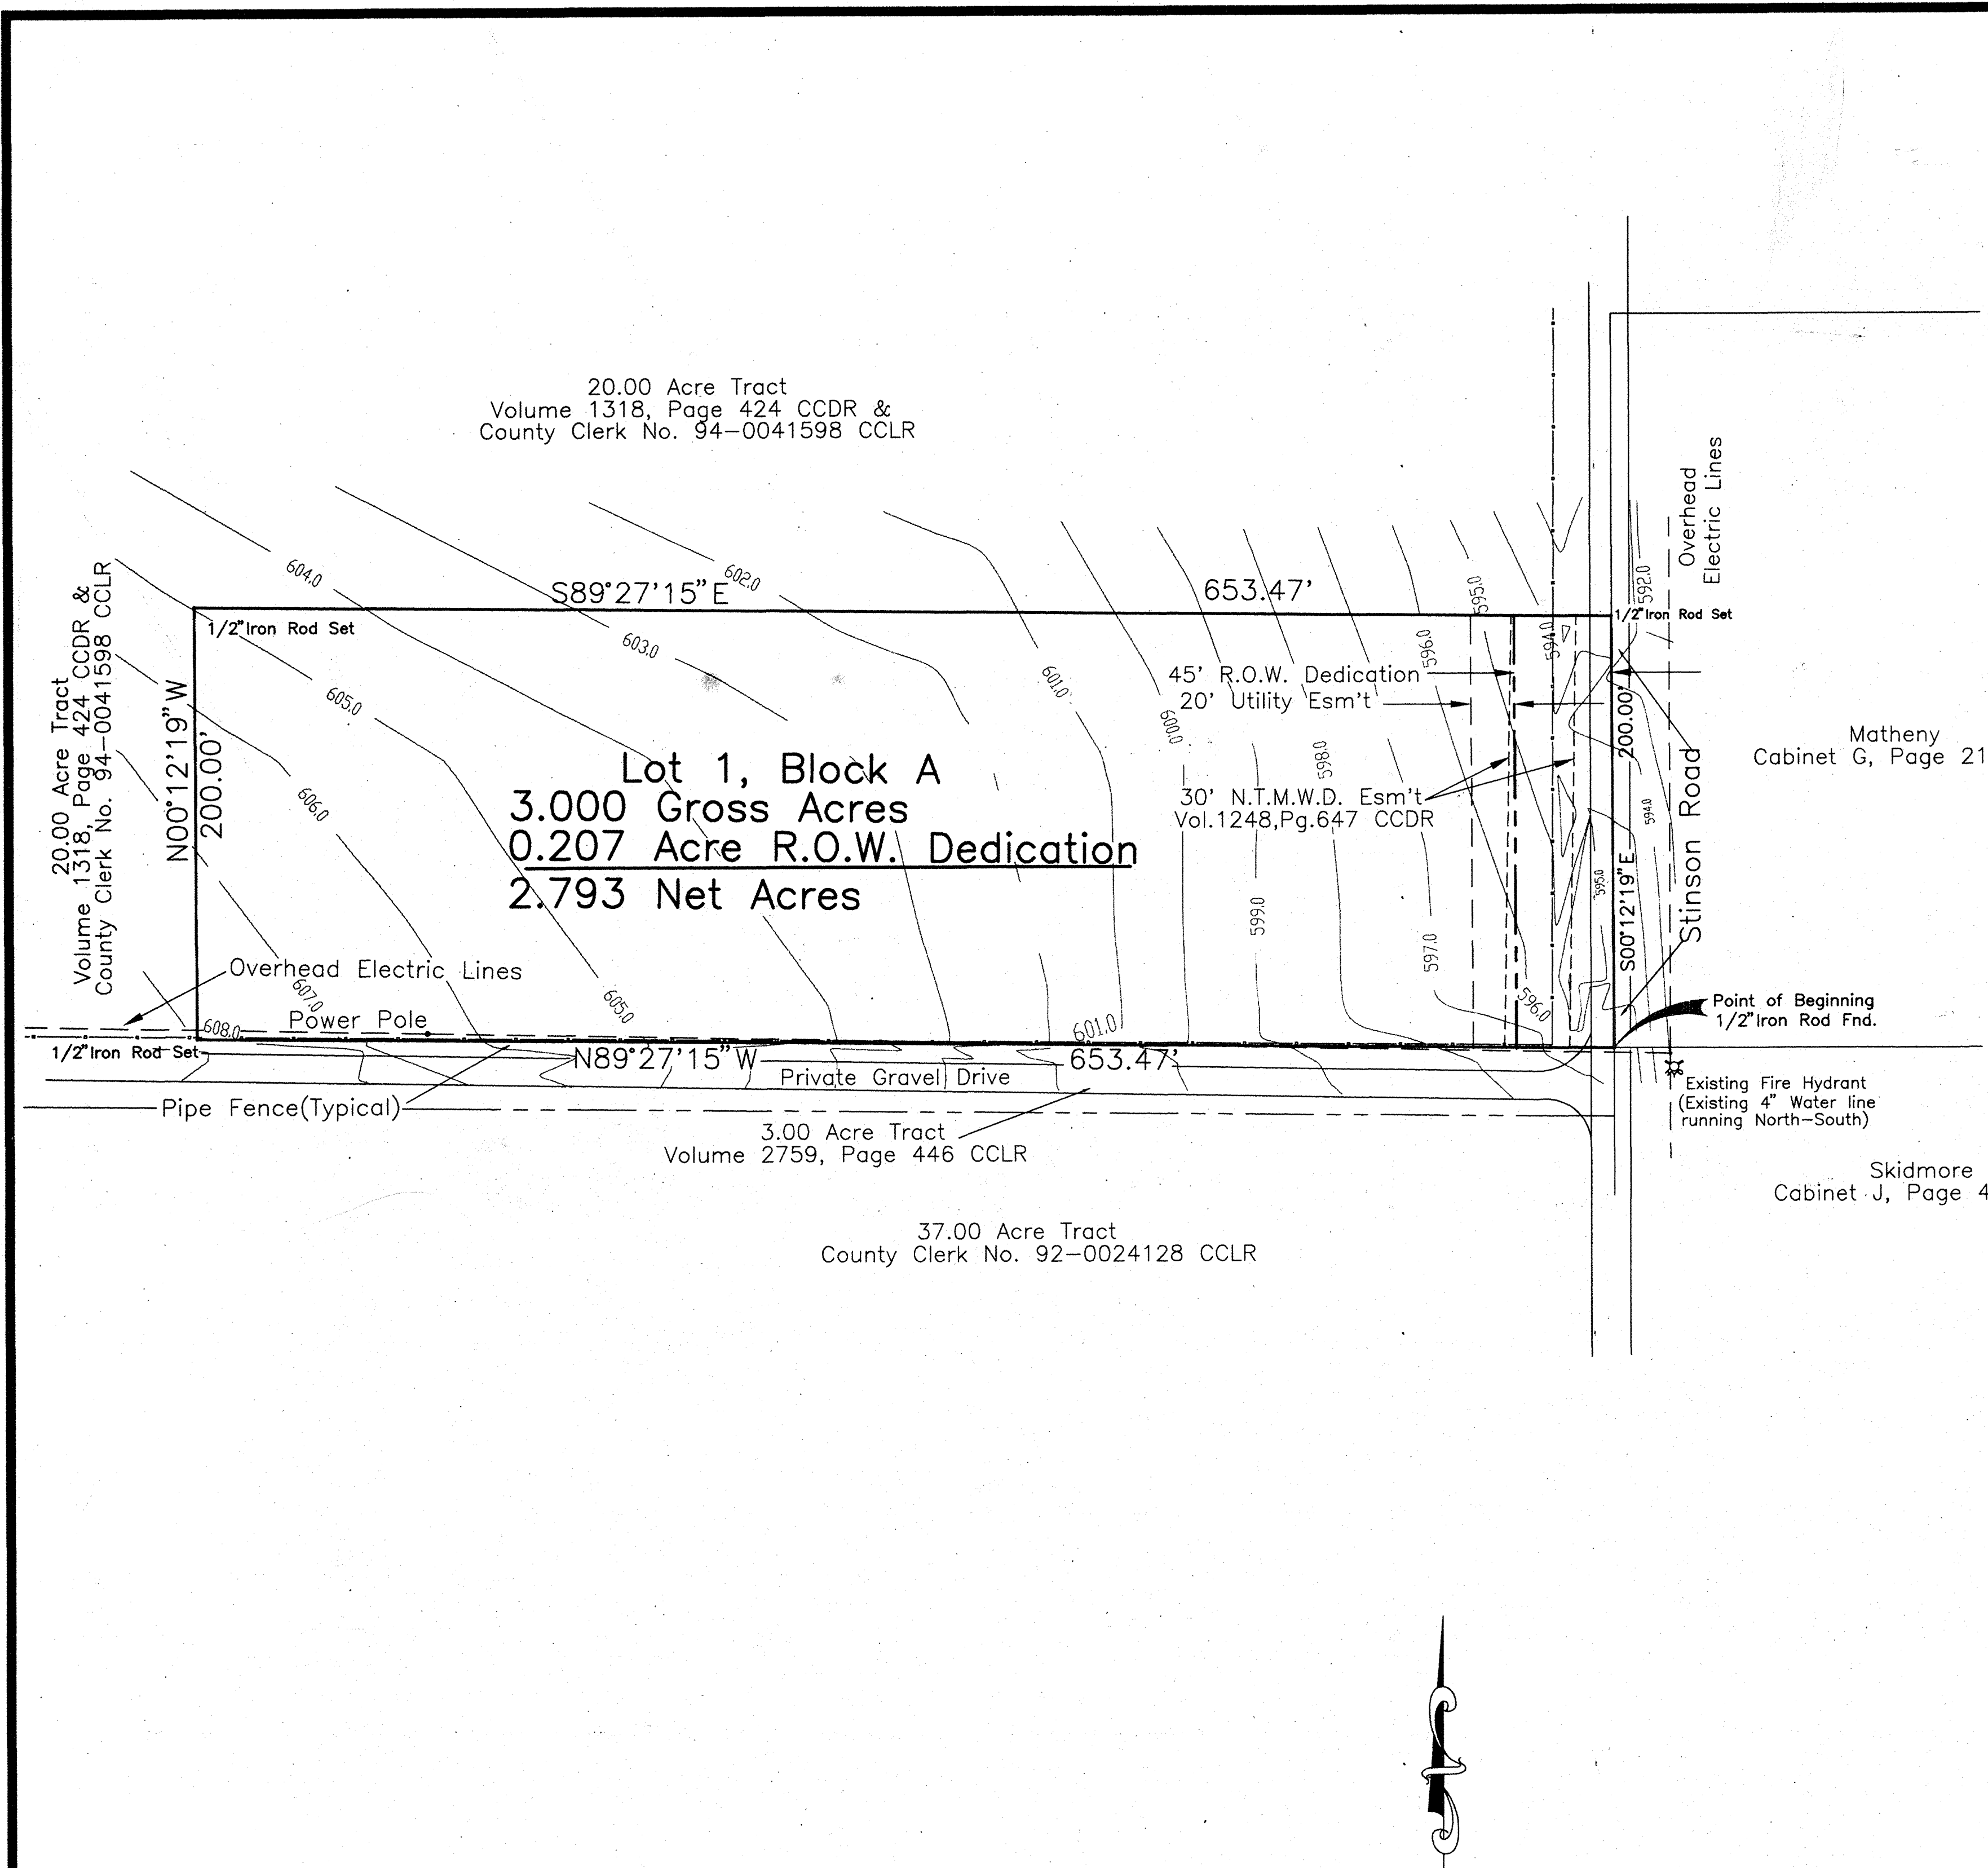 20.00 Acre Tract
Volume 1318, Page 424 CCDR &
County Clerk No. 94-0041598 CCLR
Overhead
Electric Lines
604.0
602.0
592.0
S89°27'15"E
653.47'
595.0
1/2"Iron Rod Set
1/2"Iron Rod Set
20.00 Acre Tract
Volume 1318, Page 424 CCDR &
County Clerk No. 94-0041598 CCLR
N00°12'19"W
200.00'
603.0
605.0
601.0
596.0
594.0
45' R.O.W. Dedication
20' Utility Esm't
200.00'
600.0
598.0
Matheny
Cabinet G, Page 21
Lot 1, Block A
3.000 Gross Acres
0.207 Acre R.O.W. Dedication
2.793 Net Acres
606.0
30' N.T.M.W.D. Esm't
Vol.1248,Pg.647 CCDR
594.0
Stinson Road
595.0
S00°12'19"E
599.0
597.0
Overhead Electric Lines
607.0
605.0
596.0
Power Pole
608.0
601.0
Point of Beginning
1/2"Iron Rod Fnd.
1/2"Iron Rod Set
N89°27'15"W
653.47'
Private Gravel Drive
Existing Fire Hydrant
(Existing 4" Water line
running North-South)
Pipe Fence(Typical)
3.00 Acre Tract
Volume 2759, Page 446 CCLR
Skidmore
Cabinet J, Page 4
37.00 Acre Tract
County Clerk No. 92-0024128 CCLR